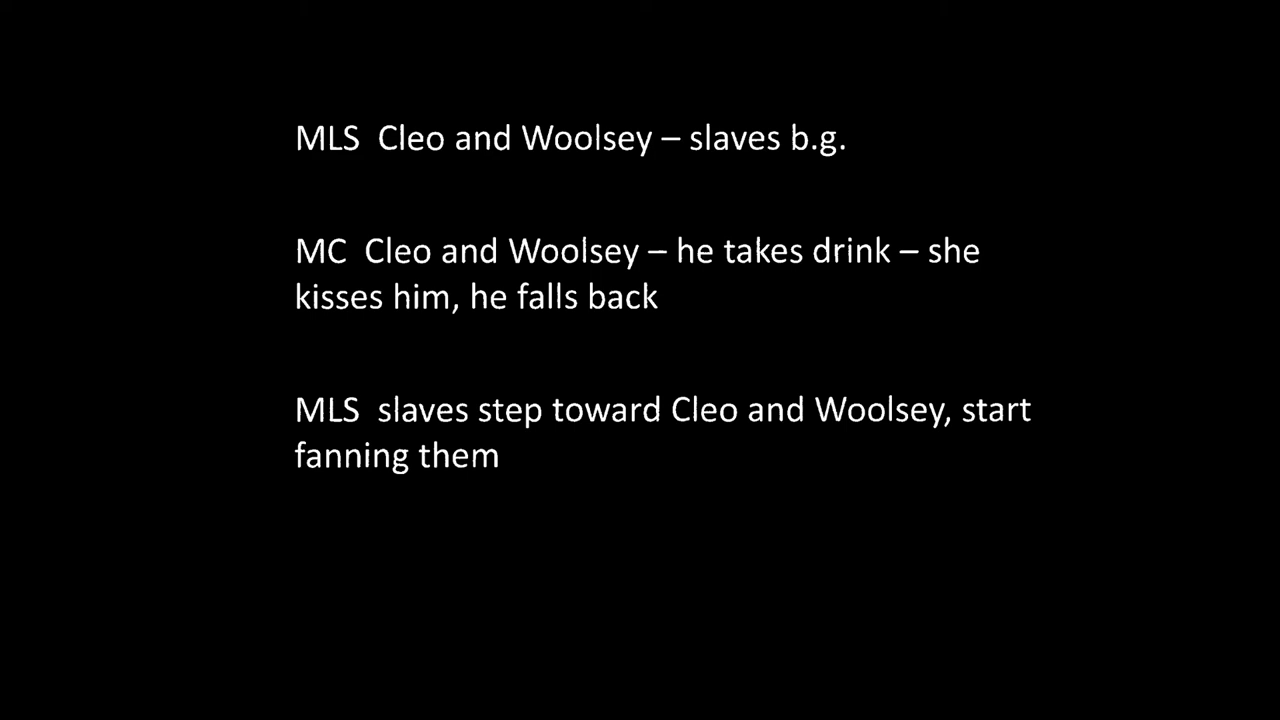 MLS  Cleo and Woolsey – slaves b.g.
MC  Cleo and Woolsey – he takes drink – she
kisses him, he falls back
MLS  slaves step toward Cleo and Woolsey, start
fanning them